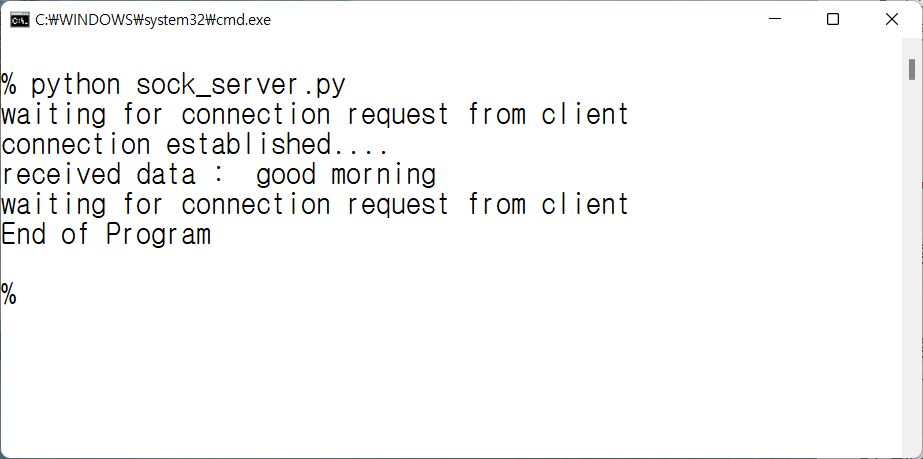 C:₩WINDOWS₩system32₩cmd.exe
% python sock_server.py
waiting for connection request from client
connection established....
received data :  good morning
waiting for connection request from client
End of Program
%